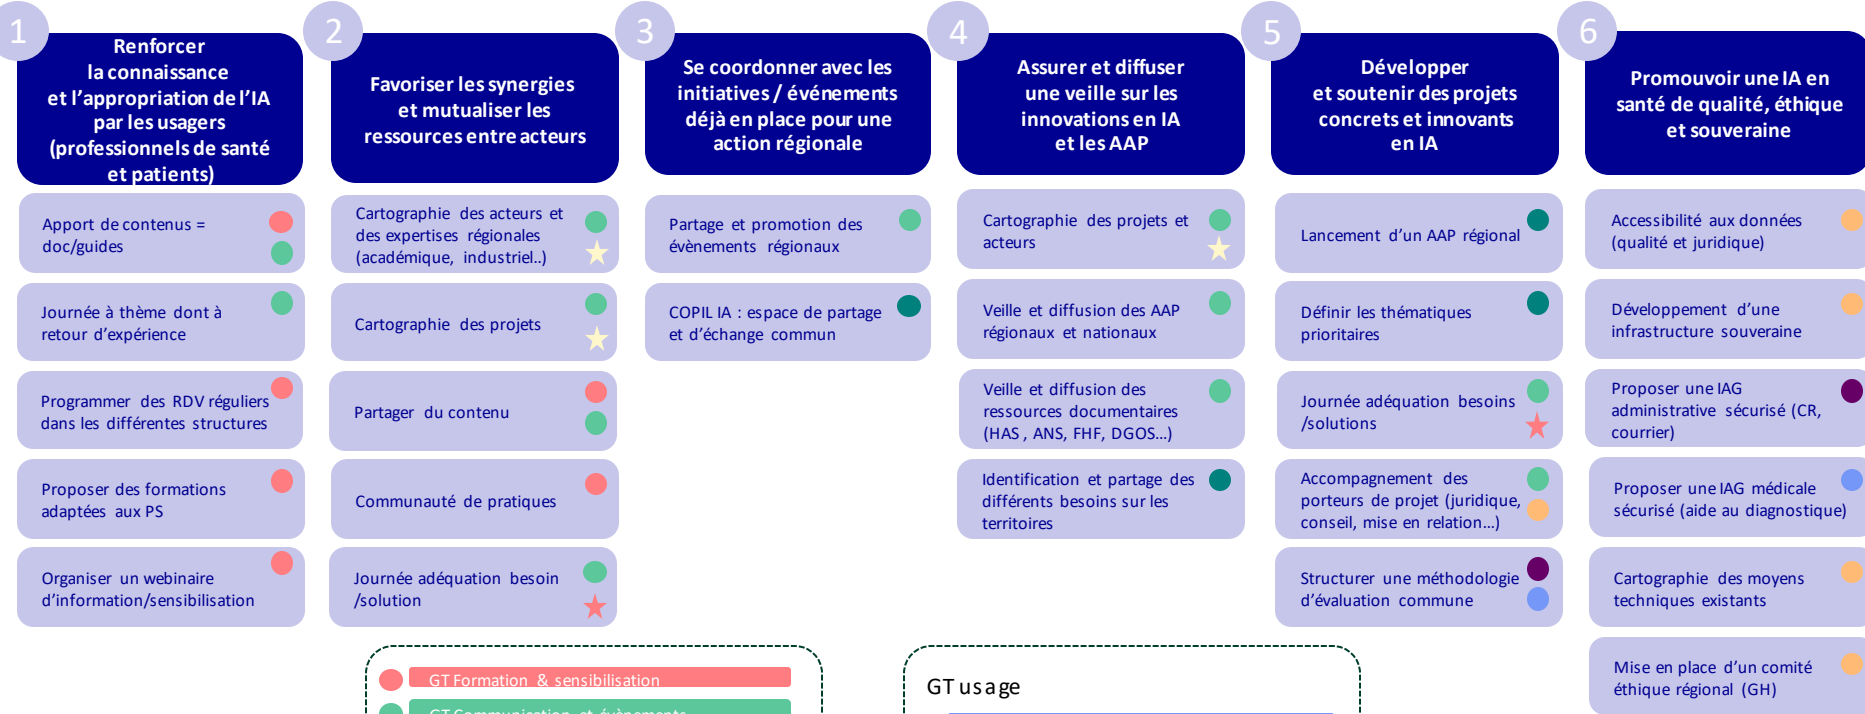 1
Renforcer
la connaissance
et l’appropriation de l’IA
par les usagers
(professionnels de santé
et patients)
Apport de contenus =
doc/guides
Journée à thème dont à
retour d’expérience
Programmer des RDV réguliers
dans les différentes structures
Proposer des formations
adaptées aux PS
Organiser un webinaire
d’information/sensibilisation
2
Favoriser les synergies
et mutualiser les
ressources entre acteurs
Cartographie des acteurs et
des expertises régionales
(académique, industriel..)
Cartographie des projets
Partager du contenu
Communauté de pratiques
Journée adéquation besoin
/solution
3
Se coordonner avec les
initiatives / événements
déjà en place pour une
action régionale
Partage et promotion des
évènements régionaux
COPIL IA : espace de partage
et d’échange commun
4
Assurer et diffuser
une veille sur les
innovations en IA
et les AAP
Cartographie des projets et
acteurs
Veille et diffusion des AAP
régionaux et nationaux
Veille et diffusion des
ressources documentaires
(HAS , ANS, FHF, DGOS…)
Identification et partage des
différents besoins sur les
territoires
5
Développer
et soutenir des projets
concrets et innovants
en IA
Lancement d’un AAP régional
Définir les thématiques
prioritaires
Journée adéquation besoins
/solutions
Accompagnement des
porteurs de projet (juridique,
conseil, mise en relation…)
Structurer une méthodologie
d’évaluation commune
6
Promouvoir une IA en
santé de qualité, éthique
et souveraine
Accessibilité aux données
(qualité et juridique)
Développement d’une
infrastructure souveraine
Proposer une IAG
administrative sécurisé (CR,
courrier)
Proposer une IAG médicale
sécurisé (aide au diagnostique)
Cartographie des moyens
techniques existants
Mise en place d’un comité
éthique régional (GH)
GT Formation & sensibilisation
GT Communication et évènements
GT usage